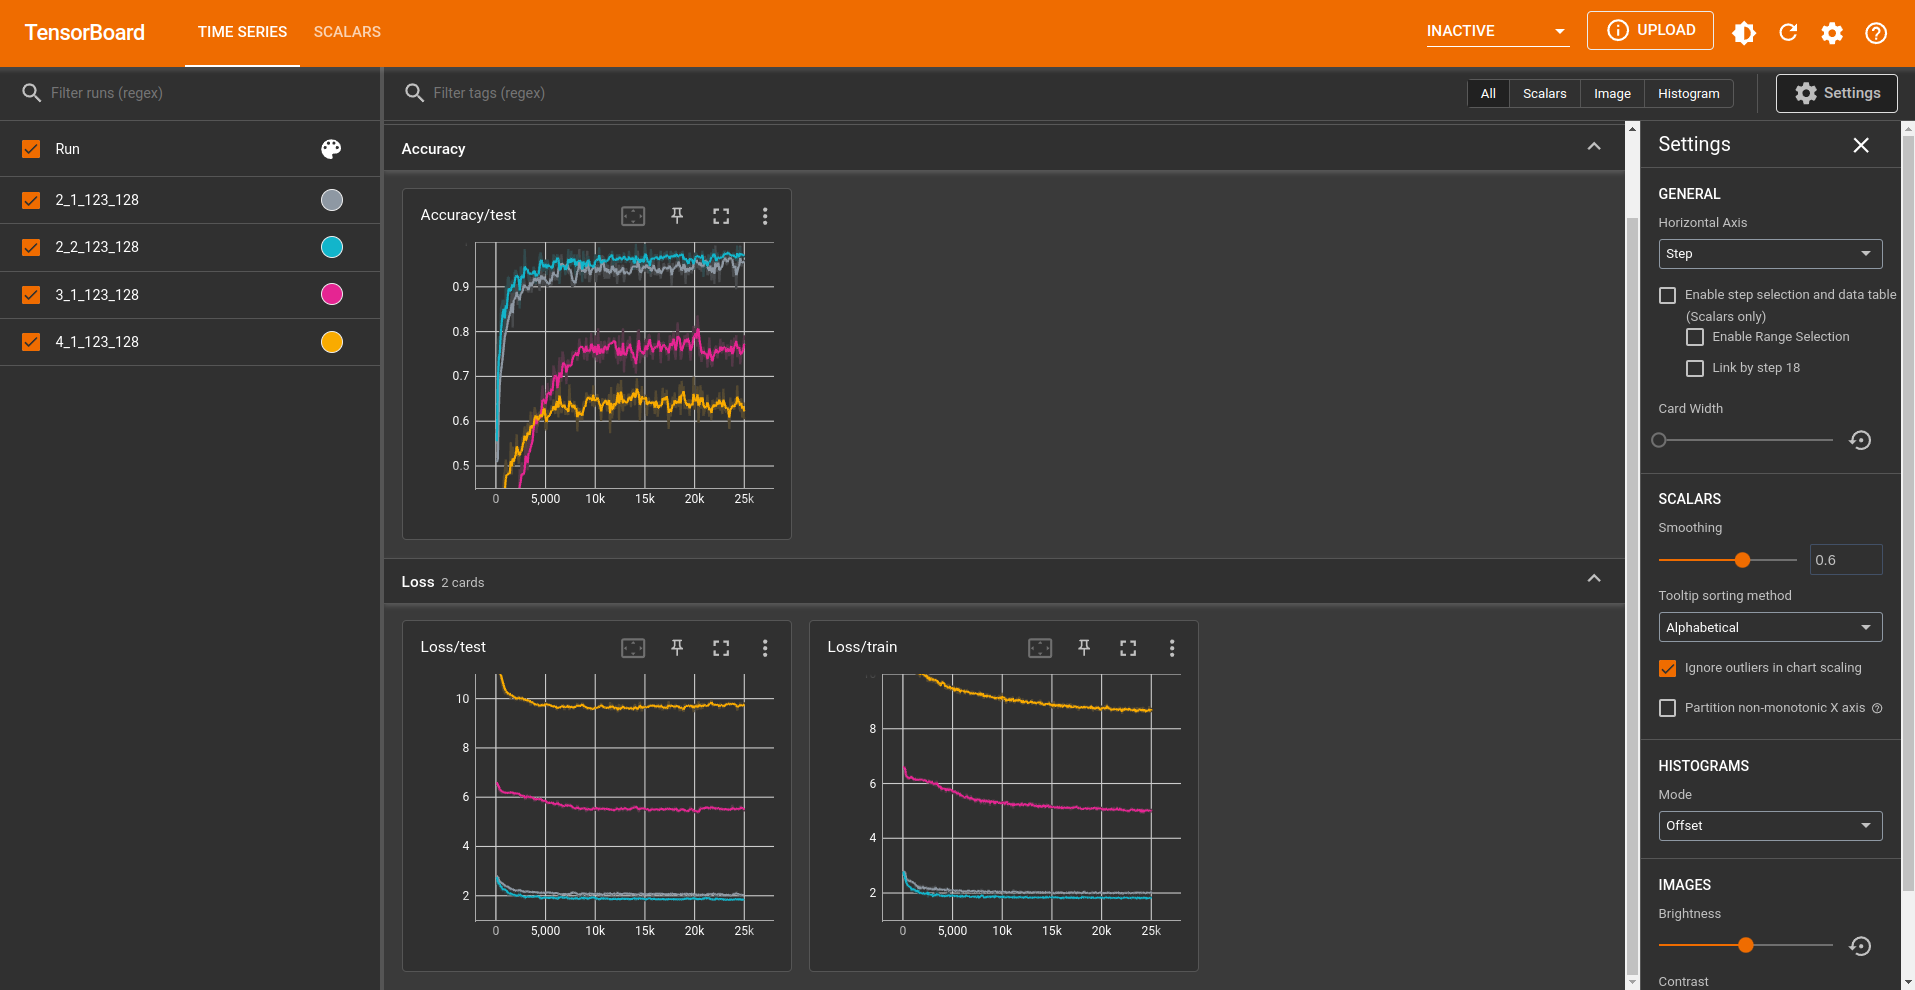 TensorBoard
TIME SERIES
SCALARS
INACTIVE
UPLOAD
Filter runs (regex)
Filter tags (regex)
All
Scalars
Image
Histogram
Settings
Run
2_1_123_128
2_2_123_128
3_1_123_128
4_1_123_128
Accuracy
Accuracy/test
0.9
0.8
0.7
0.6
0.5
0 5,000 10k 15k 20k 25k
Loss 2 cards
Loss/test
10
8
6
4
2
0 5,000 10k 15k 20k 25k
Loss/train
10
8
6
4
2
0 5,000 10k 15k 20k 25k
Settings
GENERAL
Horizontal Axis
Step
Enable step selection and data table
(Scalars only)
Enable Range Selection
Link by step 18
Card Width
SCALARS
Smoothing
0.6
Tooltip sorting method
Alphabetical
Ignore outliers in chart scaling
Partition non-monotonic X axis
HISTOGRAMS
Mode
Offset
IMAGES
Brightness
Contrast